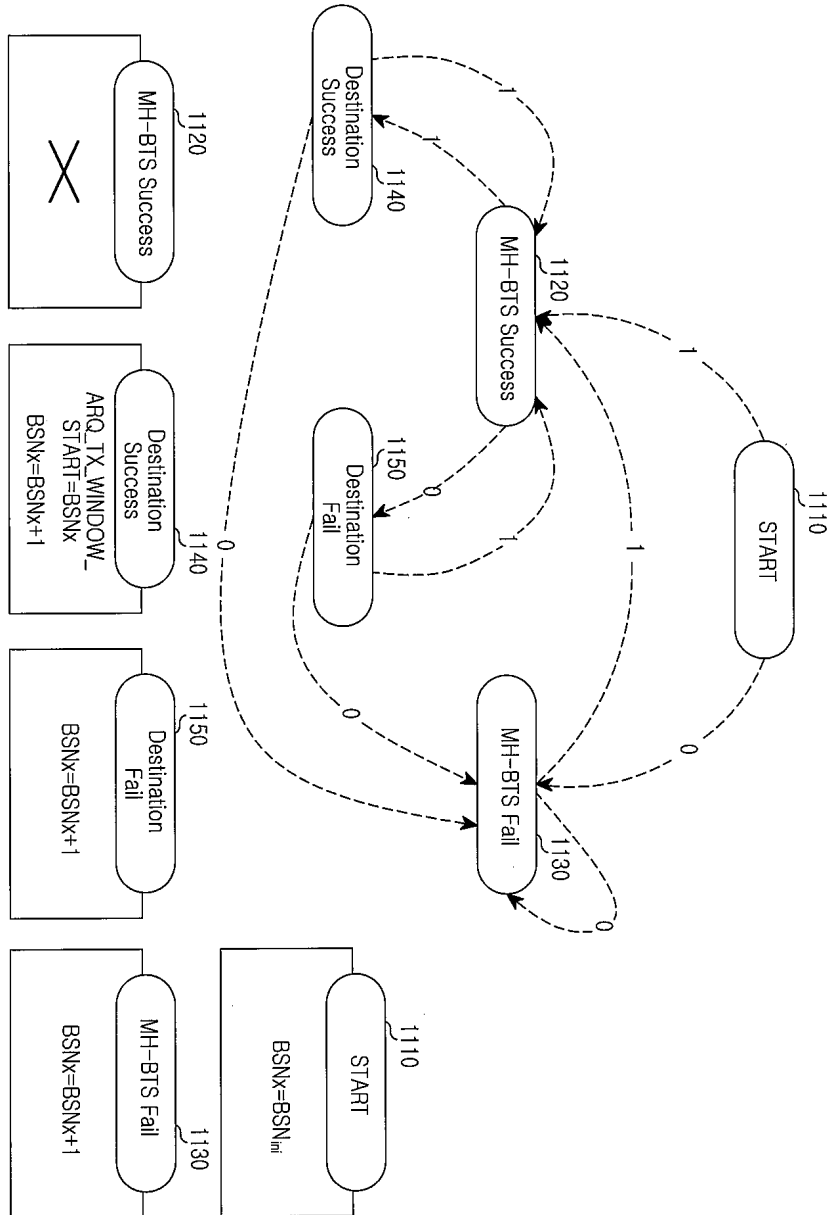 1110
START
1
0
1
0
1120
MH-BTS Success
MH-BTS Fail
1130
1
1
0
1
0
0
Destination
Success
1140
1150
Destination
Fail
1110
START
BSNx=BSNini
1120
MH-BTS Success
Destination
Success
1140
ARQ_TX_WINDOW_
START=BSNx
BSNx=BSNx+1
1150
Destination
Fail
BSNx=BSNx+1
MH-BTS Fail
1130
BSNx=BSNx+1